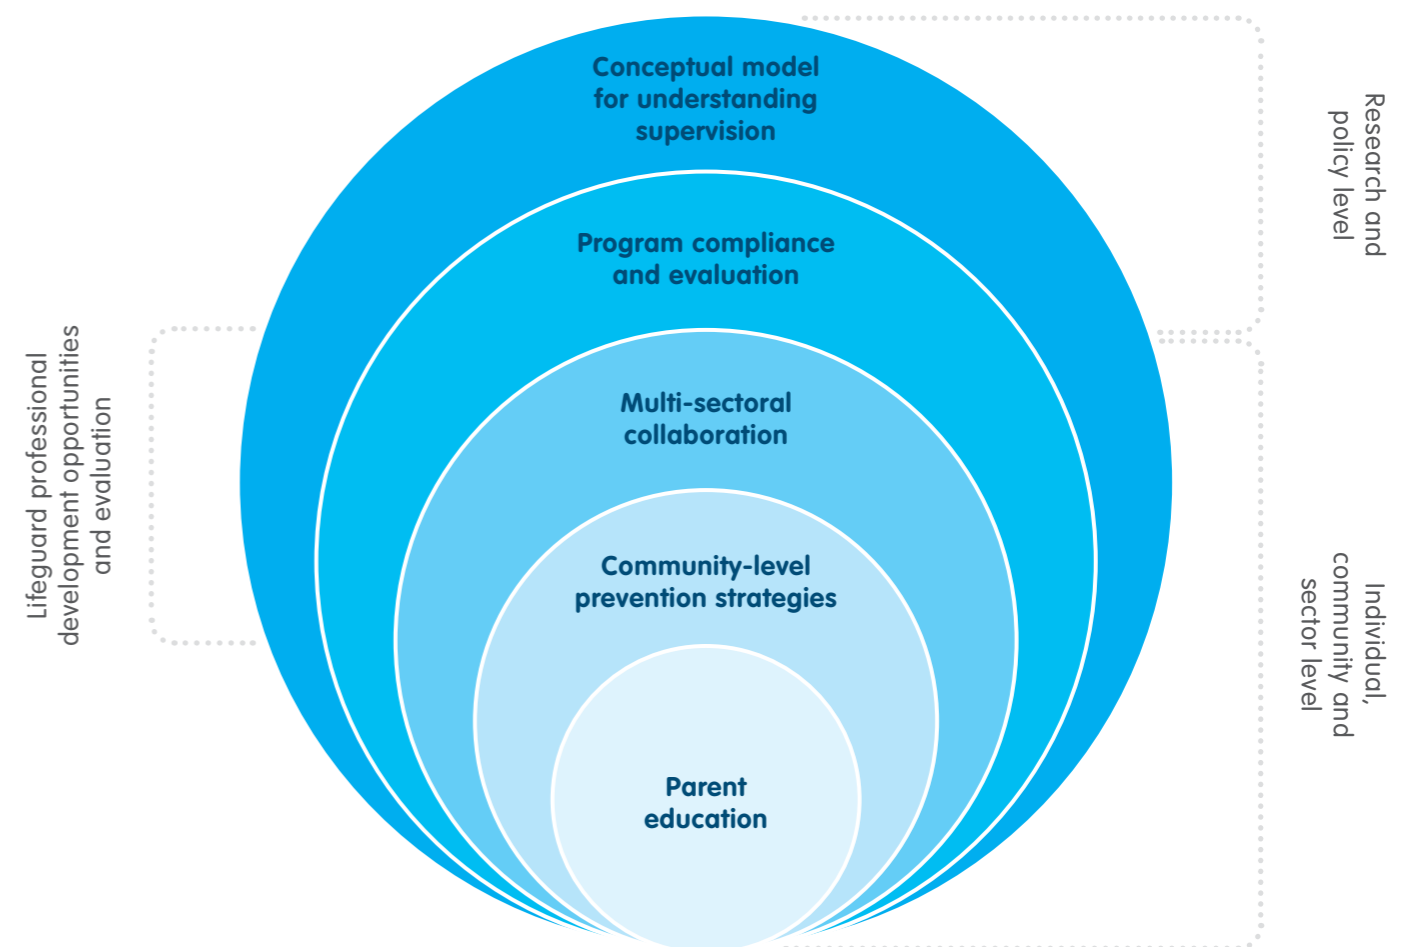 Conceptual model
for understanding
supervision
Program compliance
and evaluation
Multi-sectoral
collaboration
Community-level
prevention strategies
Parent
education
Lifeguard professional
development opportunities
and evaluation
Research and
policy level
Individual,
community and
sector level